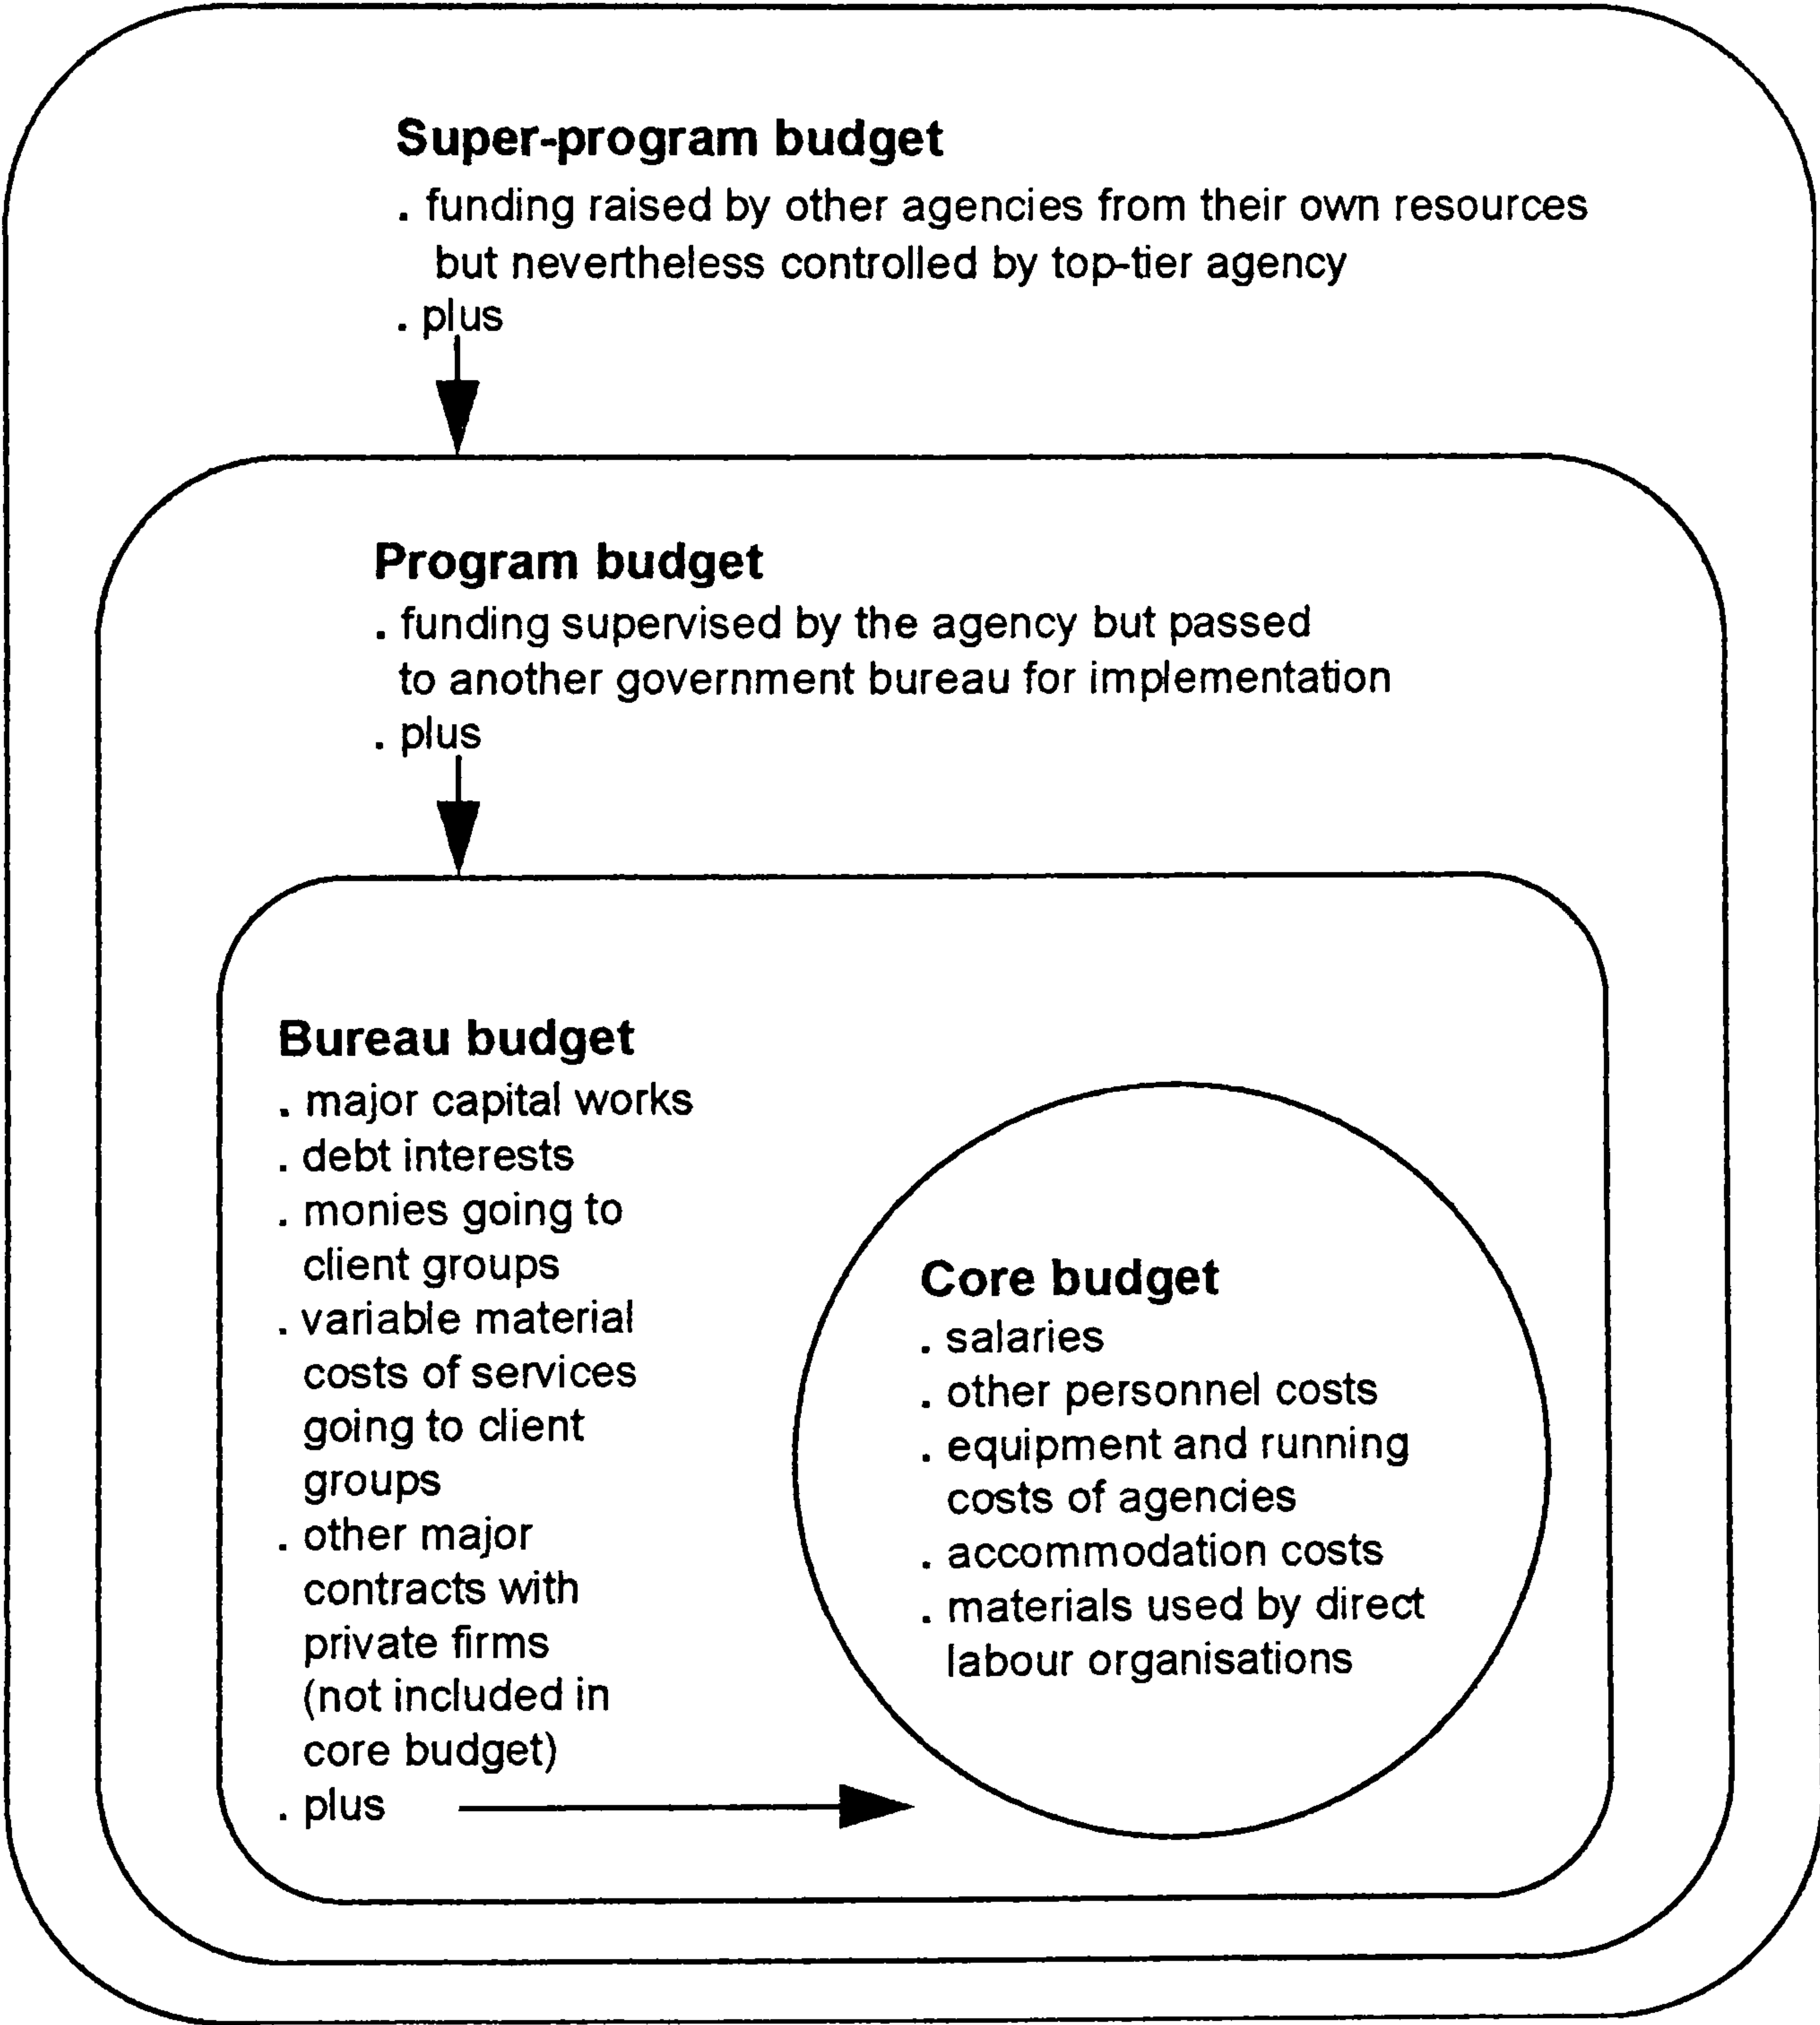 Super-program budget
. funding raised by other agencies from their own resources
but nevertheless controlled by top-tier agency
. plus
Program budget
. funding supervised by the agency but passed
to another government bureau for implementation
. plus
Bureau budget
. major capital works
. debt interests
. monies going to
client groups
. variable material
costs of services
going to client
groups
. other major
contracts with
private firms
(not included in
core budget)
. plus
Core budget
. salaries
. other personnel costs
. equipment and running
costs of agencies
. accommodation costs
. materials used by direct
labour organisations